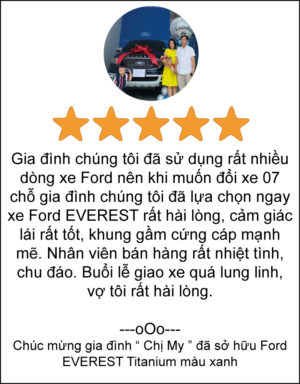 Gia đình chúng tôi đã sử dụng rất nhiều
dòng xe Ford nên khi muốn đổi xe 07
chỗ gia đình chúng tôi đã lựa chọn ngay
xe Ford EVEREST rất hài lòng, cảm giác
lái rất tốt, khung gầm cứng cáp mạnh
mẽ. Nhân viên bán hàng rất nhiệt tình,
chu đáo. Buổi lễ giao xe quá lung linh,
vợ tôi rất hài lòng.
---oOo---
Chúc mừng gia đình “ Chị My ” đã sở hữu Ford
EVEREST Titanium màu xanh